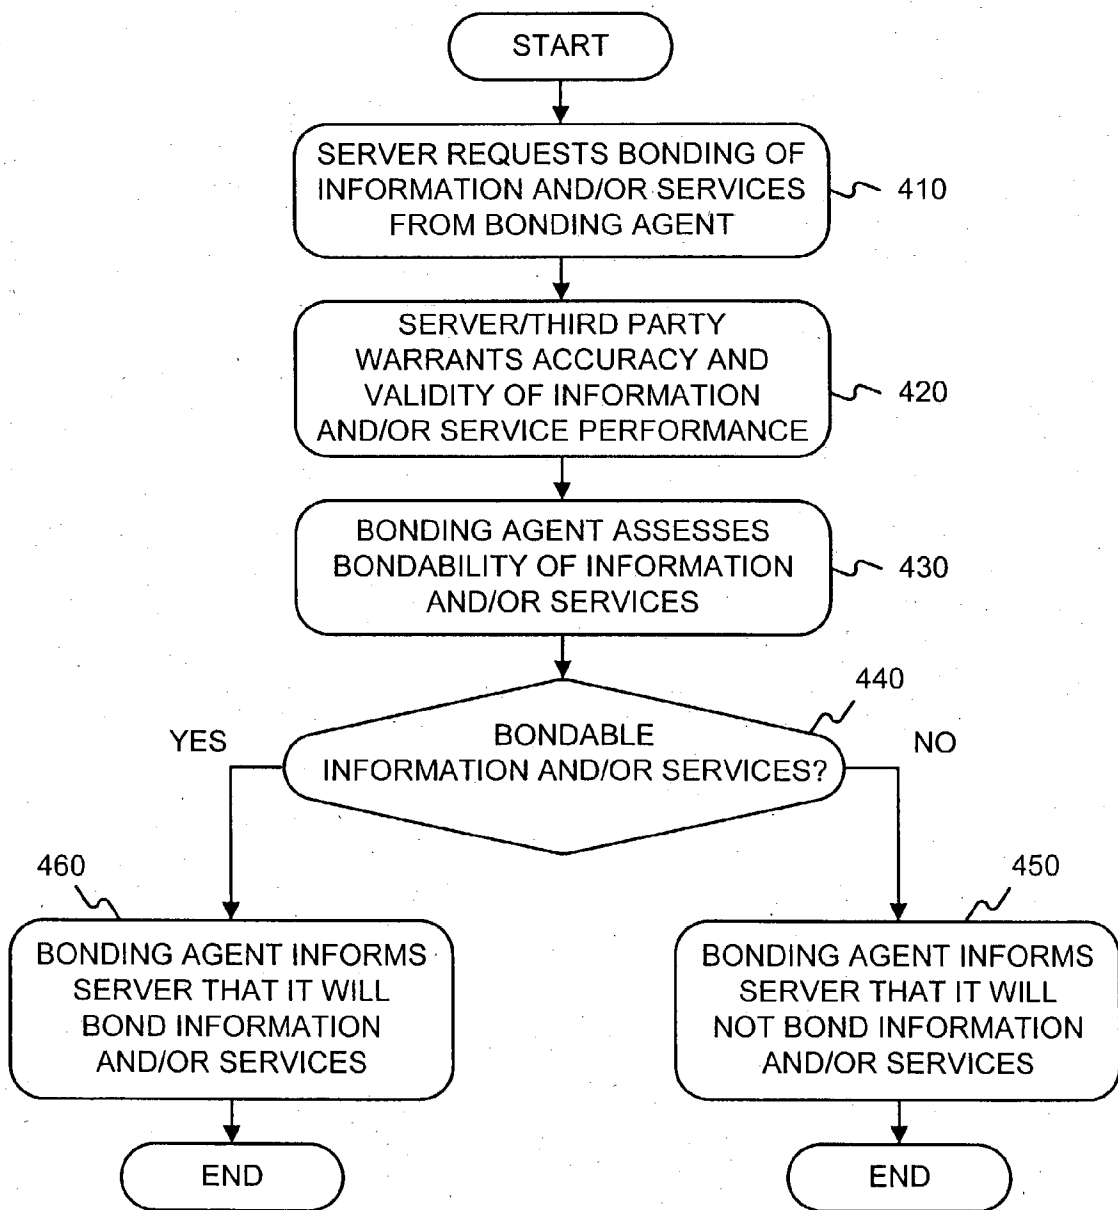 START
SERVER REQUESTS BONDING OF
INFORMATION AND/OR SERVICES
FROM BONDING AGENT
410
SERVER/THIRD PARTY
WARRANTS ACCURACY AND
VALIDITY OF INFORMATION
AND/OR SERVICE PERFORMANCE
420
BONDING AGENT ASSESSES
BONDABILITY OF INFORMATION
AND/OR SERVICES
430
440
YES
BONDABLE
INFORMATION AND/OR SERVICES?
NO
460
BONDING AGENT INFORMS
SERVER THAT IT WILL
BOND INFORMATION
AND/OR SERVICES
END
450
BONDING AGENT INFORMS
SERVER THAT IT WILL
NOT BOND INFORMATION
AND/OR SERVICES
END